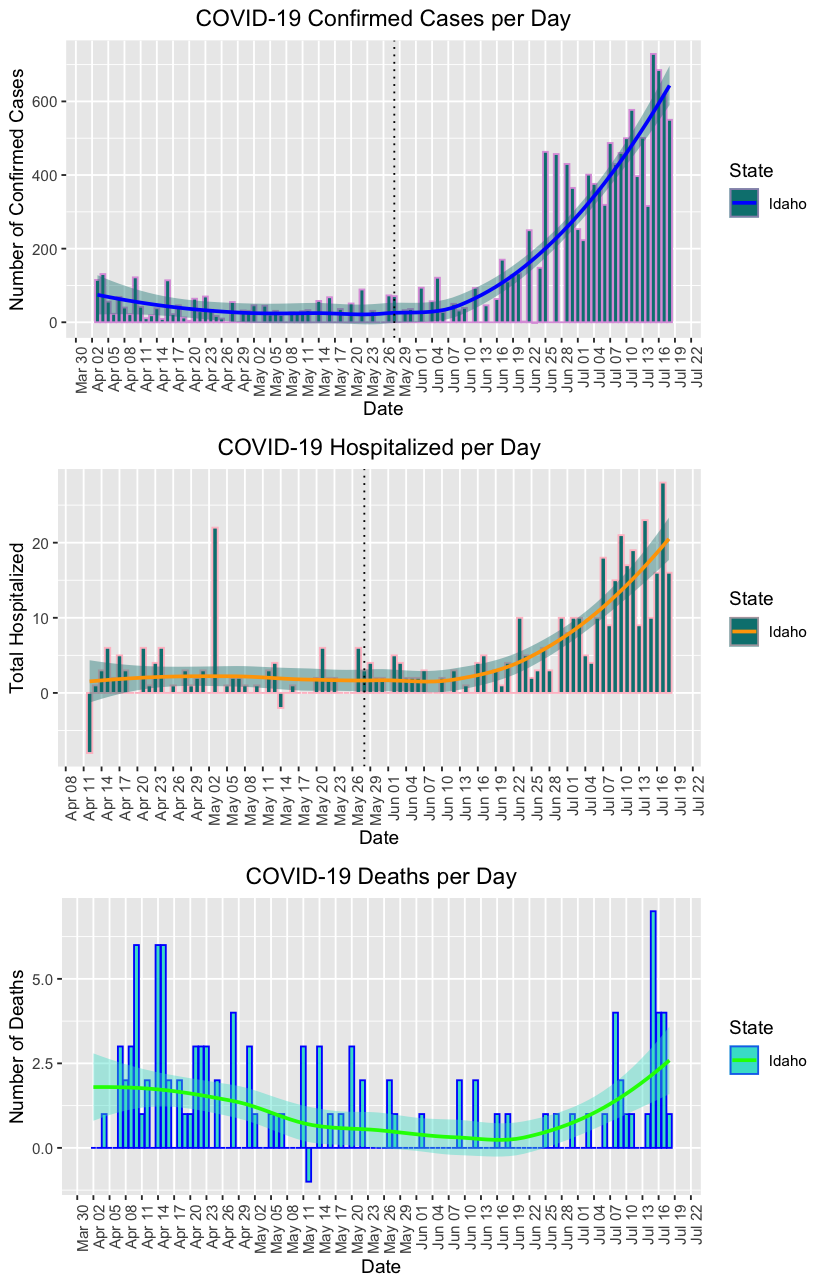 COVID-19 Confirmed Cases per Day
Number of Confirmed Cases
600
400
200
0
Mar 30
Apr 02
Apr 05
Apr 08
Apr 11
Apr 14
Apr 17
Apr 20
Apr 23
Apr 26
Apr 29
May 02
May 05
May 08
May 11
May 14
May 17
May 20
May 23
May 26
May 29
Jun 01
Jun 04
Jun 07
Jun 10
Jun 13
Jun 16
Jun 19
Jun 22
Jun 25
Jun 28
Jul 01
Jul 04
Jul 07
Jul 10
Jul 13
Jul 16
Jul 19
Jul 22
Date
State
Idaho
COVID-19 Hospitalized per Day
Total Hospitalized
20
10
0
Apr 08
Apr 11
Apr 14
Apr 17
Apr 20
Apr 23
Apr 26
Apr 29
May 02
May 05
May 08
May 11
May 14
May 17
May 20
May 23
May 26
May 29
Jun 01
Jun 04
Jun 07
Jun 10
Jun 13
Jun 16
Jun 19
Jun 22
Jun 25
Jun 28
Jul 01
Jul 04
Jul 07
Jul 10
Jul 13
Jul 16
Jul 19
Jul 22
Date
State
Idaho
COVID-19 Deaths per Day
Number of Deaths
5.0
2.5
0.0
Mar 30
Apr 02
Apr 05
Apr 08
Apr 11
Apr 14
Apr 17
Apr 20
Apr 23
Apr 26
Apr 29
May 02
May 05
May 08
May 11
May 14
May 17
May 20
May 23
May 26
May 29
Jun 01
Jun 04
Jun 07
Jun 10
Jun 13
Jun 16
Jun 19
Jun 22
Jun 25
Jun 28
Jul 01
Jul 04
Jul 07
Jul 10
Jul 13
Jul 16
Jul 19
Jul 22
Date
State
Idaho